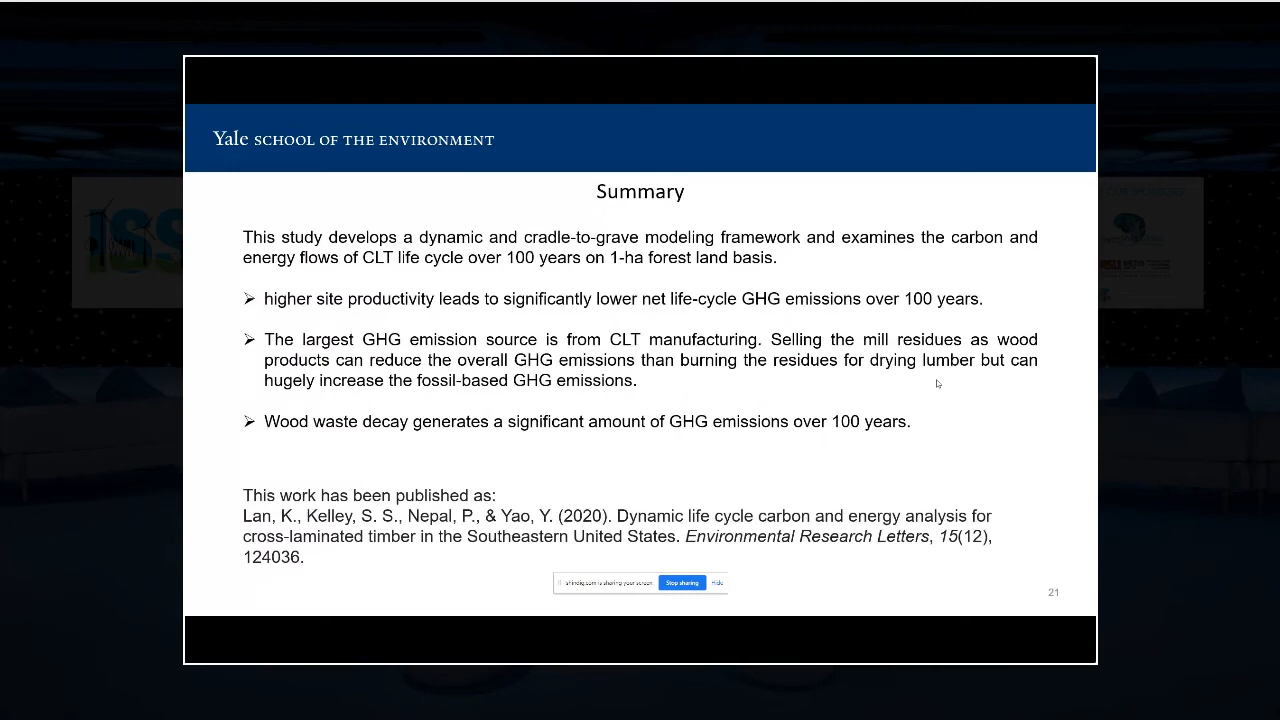 Yale SCHOOL OF THE ENVIRONMENT
Summary
This study develops a dynamic and cradle-to-grave modeling framework and examines the carbon and
energy flows of CLT life cycle over 100 years on 1-ha forest land basis.
⮚ higher site productivity leads to significantly lower net life-cycle GHG emissions over 100 years.
⮚ The largest GHG emission source is from CLT manufacturing. Selling the mill residues as wood
products can reduce the overall GHG emissions than burning the residues for drying lumber but can
hugely increase the fossil-based GHG emissions.
⮚ Wood waste decay generates a significant amount of GHG emissions over 100 years.
This work has been published as:
Lan, K., Kelley, S. S., Nepal, P., & Yao, Y. (2020). Dynamic life cycle carbon and energy analysis for
cross-laminated timber in the Southeastern United States. Environmental Research Letters, 15(12),
124036.
shindig.com is sharing your screen. Stop sharing Hide
21
ISS